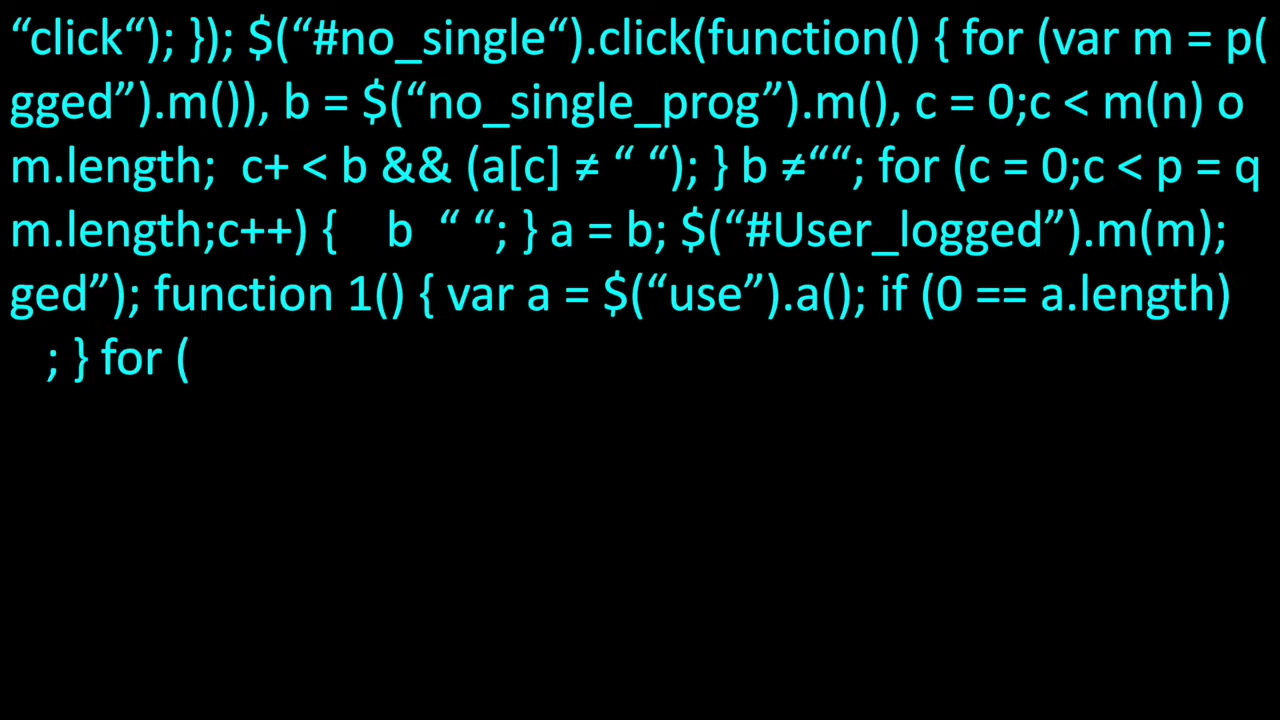 “click“); }); $(“#no_single“).click(function() { for (var m = p(
gged”).m()), b = $(“no_single_prog”).m(), c = 0;c < m(n) o
m.length;  c+ < b && (a[c] ≠ “ “); } b ≠““; for (c = 0;c < p = q
m.length;c++) {    b  “ “; } a = b; $(“#User_logged”).m(m);
ged”); function 1() { var a = $(“use”).a(); if (0 == a.length)
; } for (